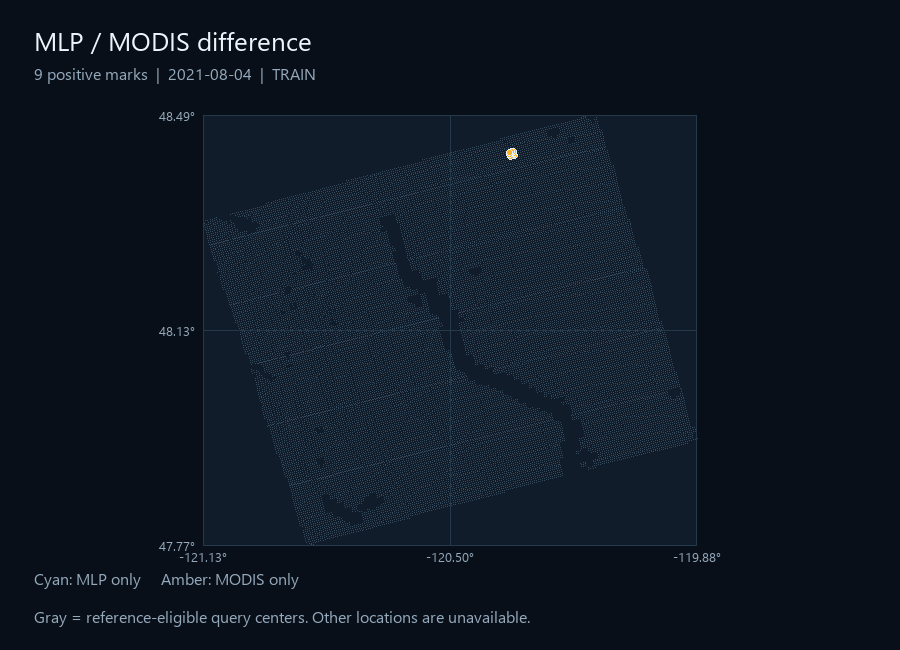 MLP / MODIS difference
9 positive marks | 2021-08-04 | TRAIN
48.49°
48.13°
47.77°
-121.13° -120.50° -119.88°
Cyan: MLP only Amber: MODIS only
Gray = reference-eligible query centers. Other locations are unavailable.